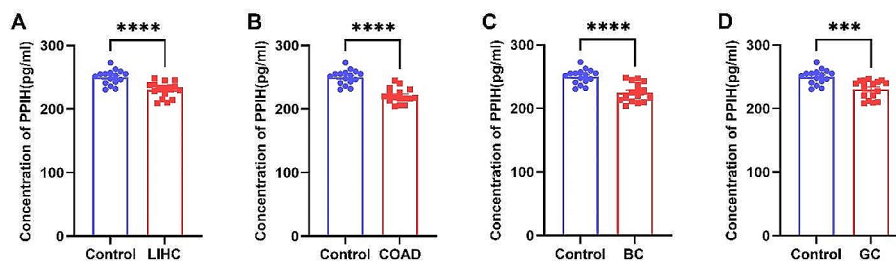 A
B
C
D
****
****
****
***
Concentration of PPIH(pg/ml)
300
200
100
0
Control LIHC
Concentration of PPIH(pg/ml)
300
200
100
0
Control COAD
Concentration of PPIH(pg/ml)
300
200
100
0
Control BC
Concentration of PPIH(pg/ml)
300
200
100
0
Control GC